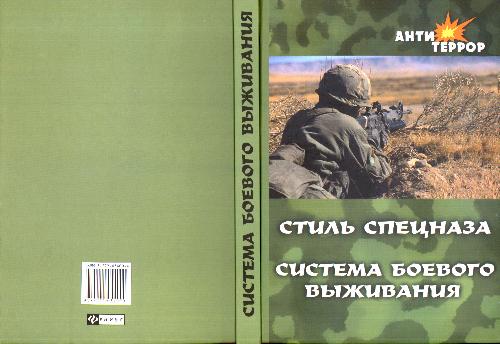 АНТИ
ТЕРРОР
СТИЛЬ СПЕЦНАЗА
СИСТЕМА БОЕВОГО
ВЫЖИВАНИЯ
СИСТЕМА БОЕВОГО ВЫЖИВАНИЯ